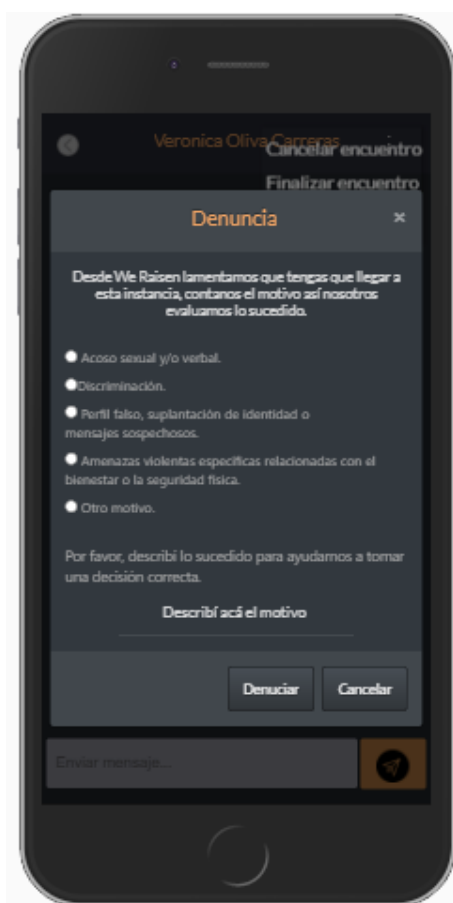 Veronica Oliva Carreras
Cancelar encuentro
Finalizar encuentro
Denuncia ×
Desde We Raisen lamentamos que tengas que llegar a
esta instancia, contanos el motivo así nosotros
evaluamos lo sucedido.
Acoso sexual y/o verbal.
Discriminación.
Perfil falso, suplantación de identidad o
mensajes sospechosos.
Amenazas violentas específicas relacionadas con el
bienestar o la seguridad física.
Otro motivo.
Por favor, describí lo sucedido para ayudarnos a tomar
una decisión correcta.
Describí acá el motivo
Denuciar Cancelar
Enviar mensaje...